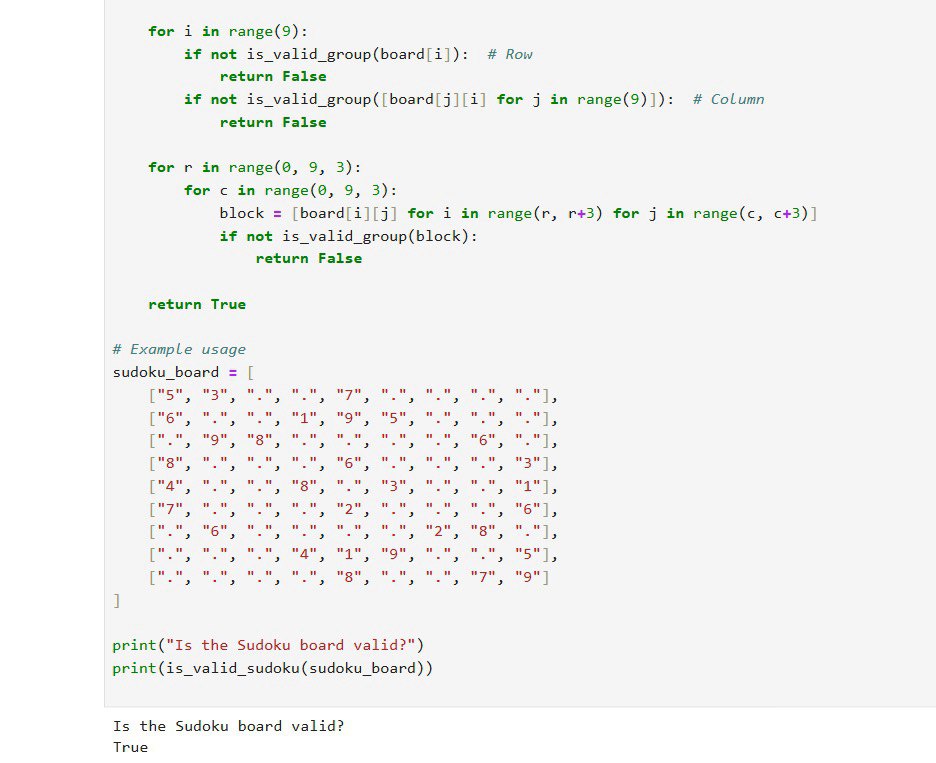 for i in range(9):
if not is_valid_group(board[i]):  # Row
return False
if not is_valid_group([board[j][i] for j in range(9)]):  # Column
return False
for r in range(0, 9, 3):
for c in range(0, 9, 3):
block = [board[i][j] for i in range(r, r+3) for j in range(c, c+3)]
if not is_valid_group(block):
return False
return True
# Example usage
sudoku_board = [
["5", "3", ".", ".", "7", ".", ".", ".", "."],
["6", ".", ".", "1", "9", "5", ".", ".", "."],
[".", "9", "8", ".", ".", ".", ".", "6", "."],
["8", ".", ".", ".", "6", ".", ".", ".", "3"],
["4", ".", ".", "8", ".", "3", ".", ".", "1"],
["7", ".", ".", ".", "2", ".", ".", ".", "6"],
[".", "6", ".", ".", ".", ".", "2", "8", "."],
[".", ".", ".", "4", "1", "9", ".", ".", "5"],
[".", ".", ".", ".", "8", ".", ".", "7", "9"]
]
print("Is the Sudoku board valid?")
print(is_valid_sudoku(sudoku_board))
Is the Sudoku board valid?
True